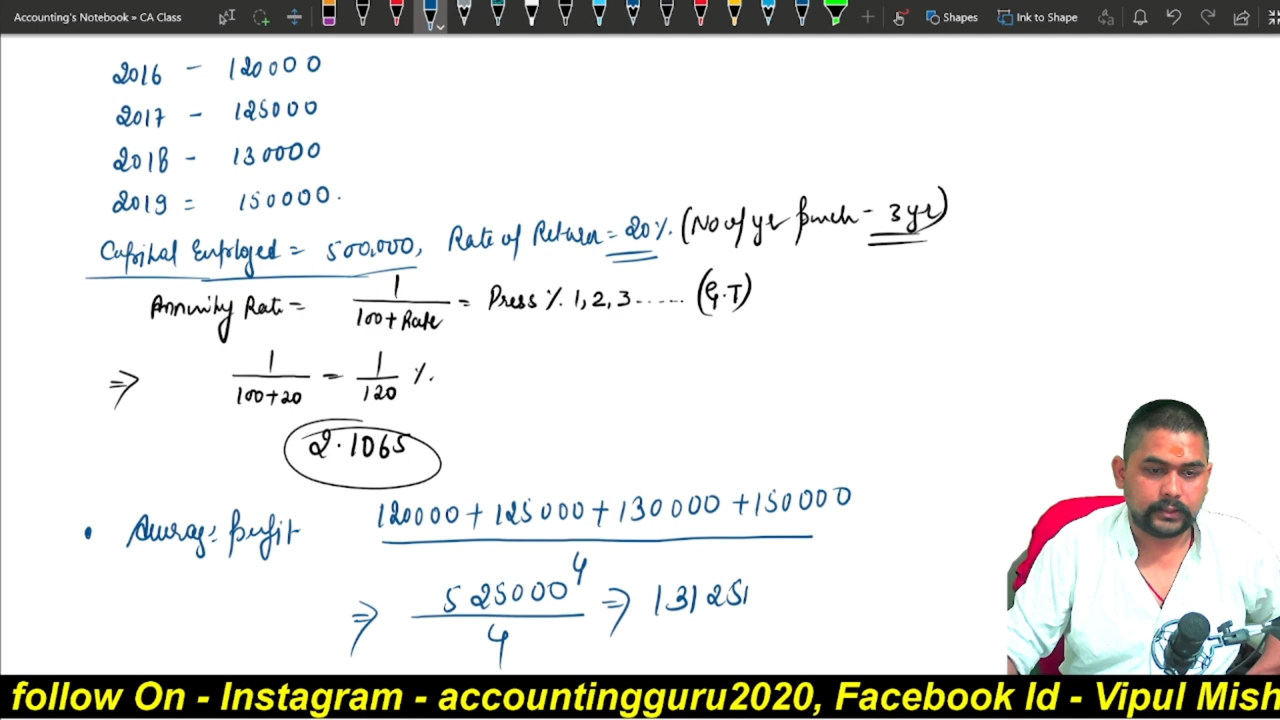 Accounting's Notebook » CA Class
Shapes
Ink to Shape
2016 - 120000
2017 - 125000
2018 - 130000
2019 = 150000.
Capital Employed = 500,000, Rate of Return = 20%. (No of yr purch - 3 yr)
Annuity Rate = 1 / 100 + Rate = Press % 1, 2, 3 ...... (G.T)
⇒ 1 / 100+20 = 1 / 120 %.
2.1065
• Average profit 120000 + 125000 + 130000 + 150000
4
⇒ 525000 / 4 ⇒ 13125
follow On - Instagram - accountingguru2020, Facebook Id - Vipul Mish